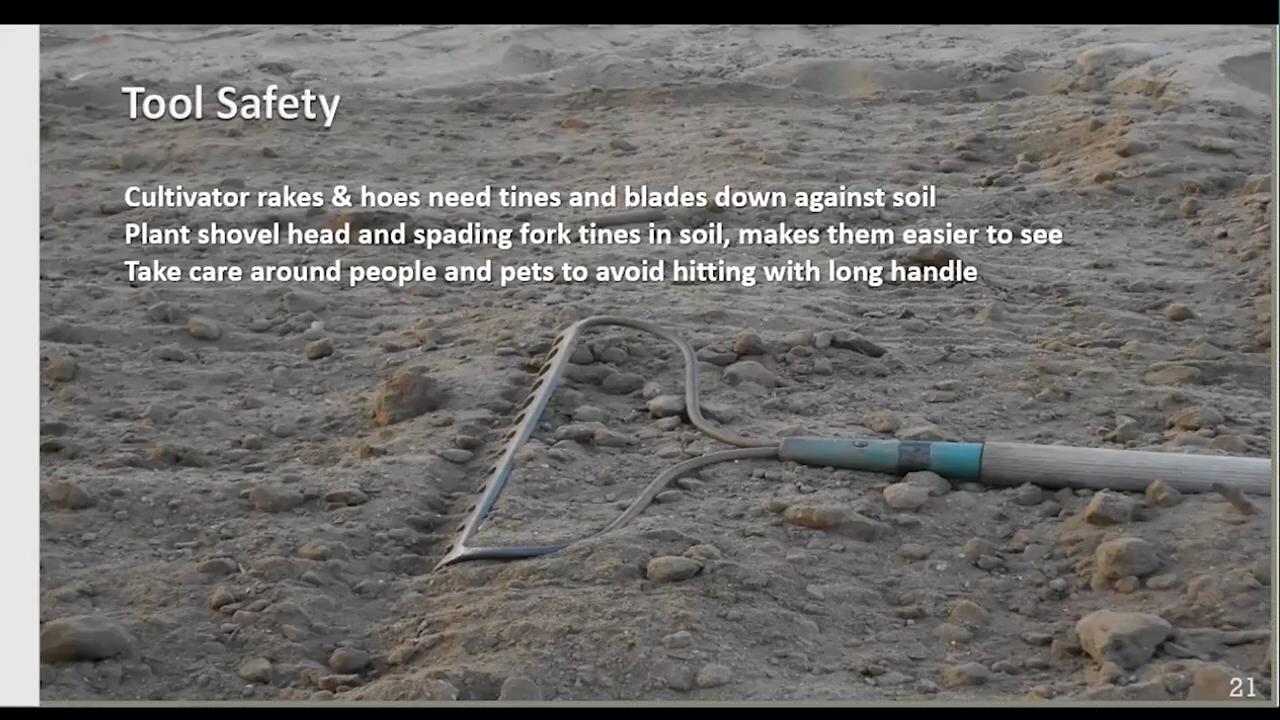 Tool Safety
Cultivator rakes & hoes need tines and blades down against soil
Plant shovel head and spading fork tines in soil, makes them easier to see
Take care around people and pets to avoid hitting with long handle
21